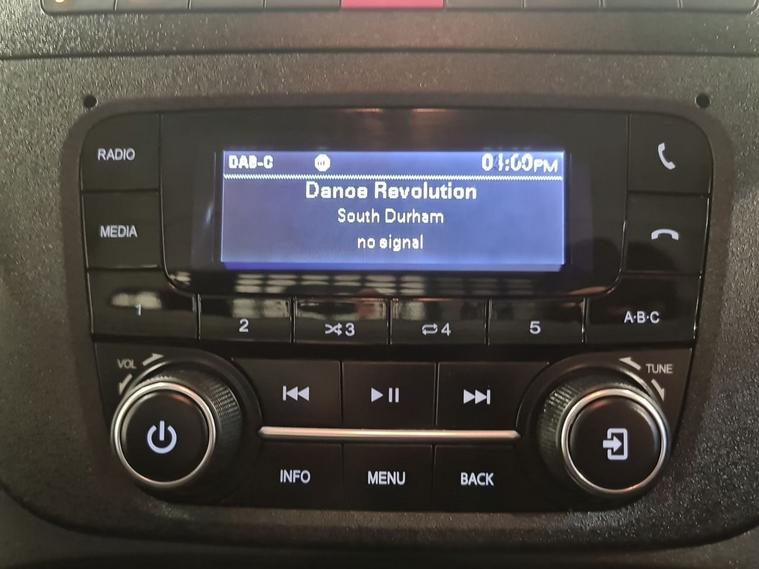 RADIO
MEDIA
DAB-C
01:00PM
Dance Revolution
South Durham
no signal
1
2
3
4
5
A·B·C
VOL
TUNE
INFO
MENU
BACK